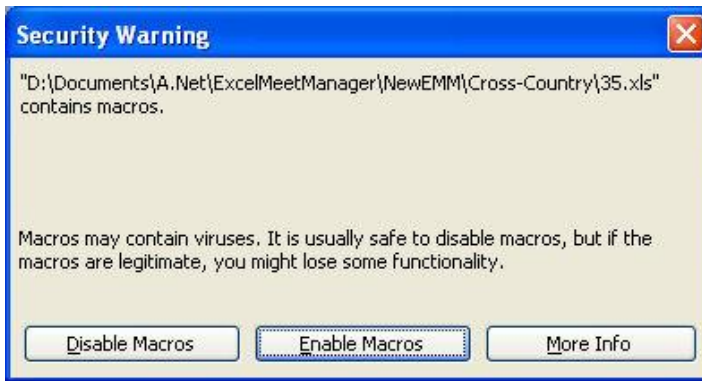 Security Warning
"D:\Documents\A.Net\ExcelMeetManager\NewEMM\Cross-Country\35.xls"
contains macros.
Macros may contain viruses. It is usually safe to disable macros, but if the
macros are legitimate, you might lose some functionality.
Disable Macros Enable Macros More Info